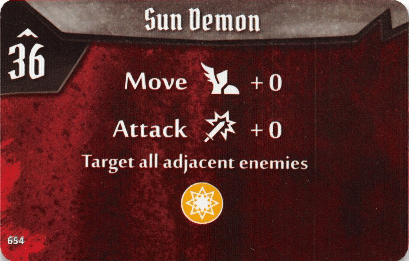 Sun Demon
36
Move + 0
Attack + 0
Target all adjacent enemies
654